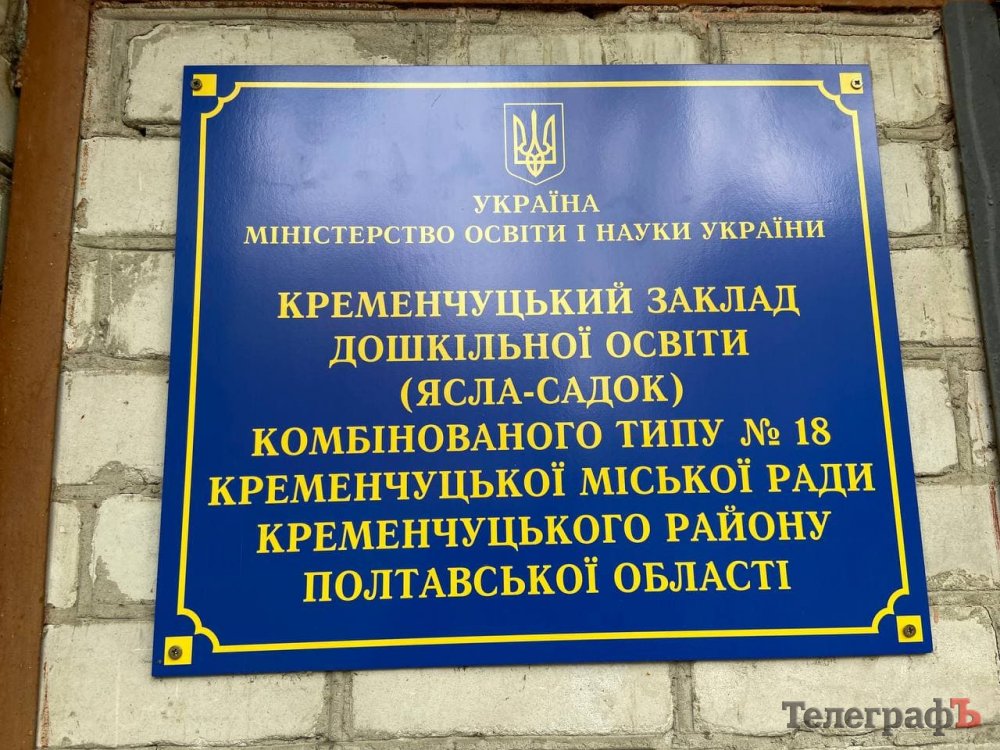 УКРАЇНА
МІНІСТЕРСТВО ОСВІТИ І НАУКИ УКРАЇНИ
КРЕМЕНЧУЦЬКИЙ ЗАКЛАД
ДОШКІЛЬНОЇ ОСВІТИ
(ЯСЛА-САДОК)
КОМБІНОВАНОГО ТИПУ № 18
КРЕМЕНЧУЦЬКОЇ МІСЬКОЇ РАДИ
КРЕМЕНЧУЦЬКОГО РАЙОНУ
ПОЛТАВСЬКОЇ ОБЛАСТІ
ТелеграфЪ